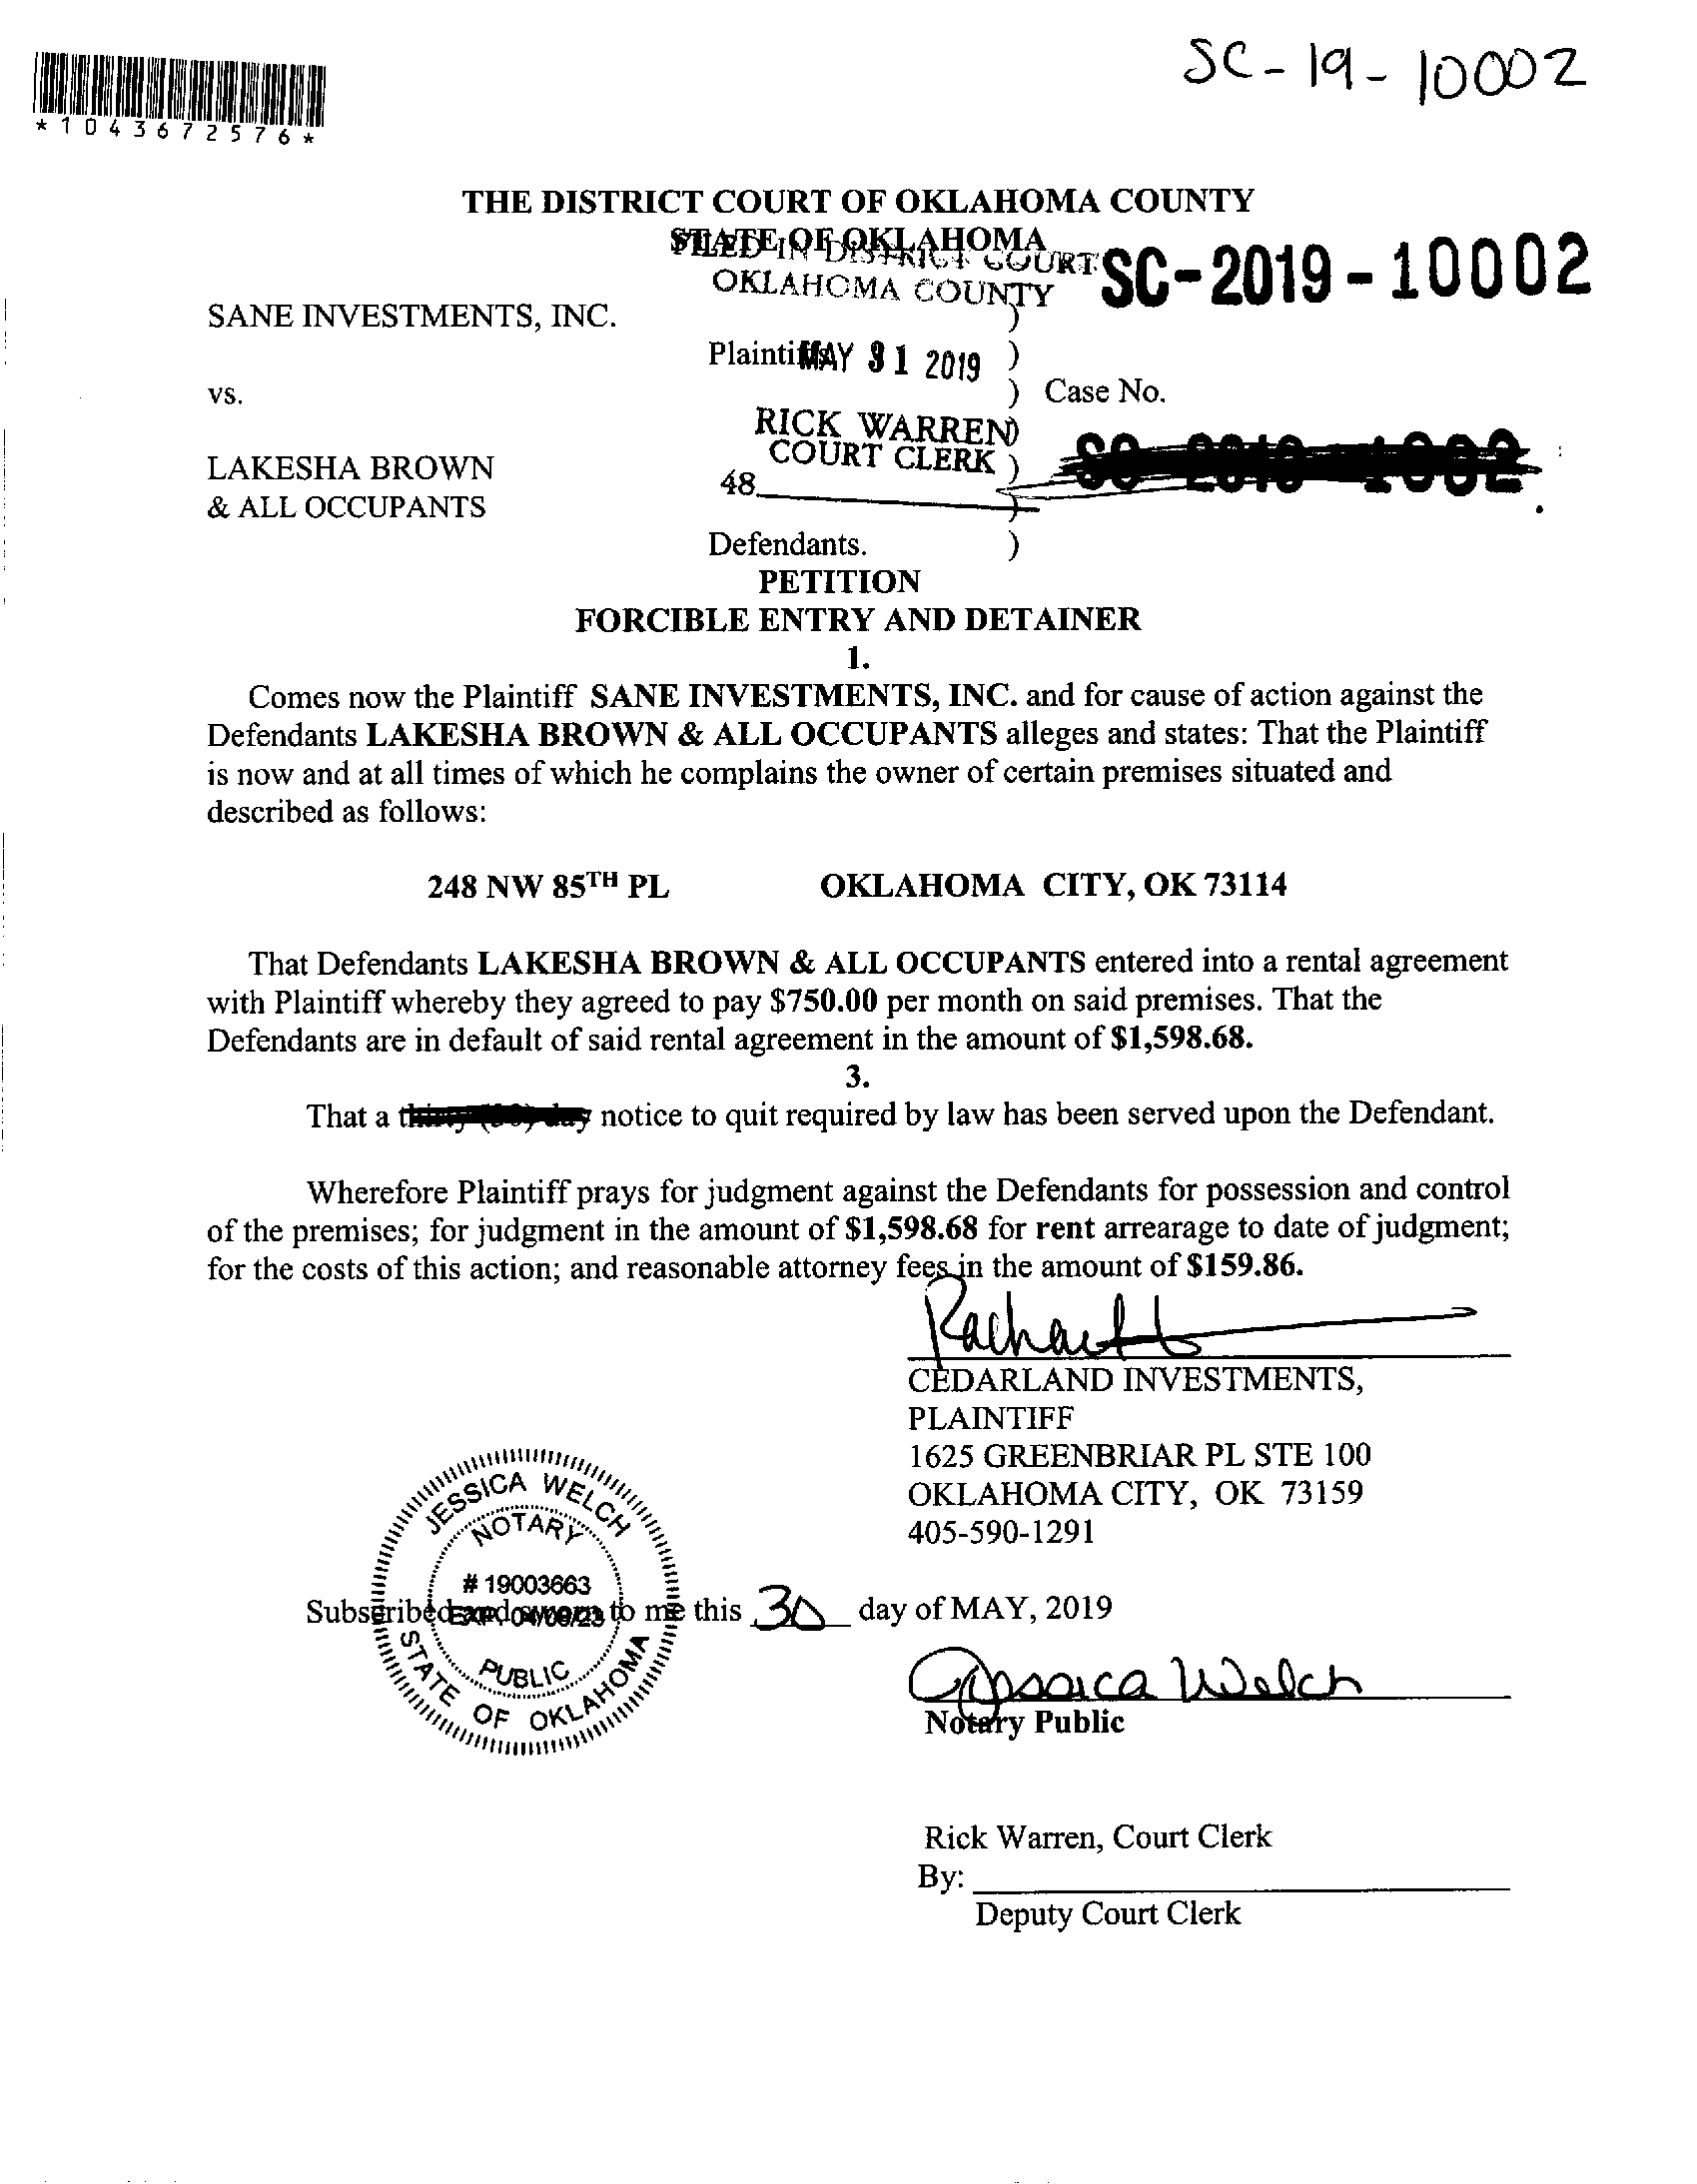 SC-19-10002
*1043672576*
THE DISTRICT COURT OF OKLAHOMA COUNTY
STATE OF OKLAHOMA
FILED IN DISTRICT COURT
OKLAHOMA COUNTY
SC-2019-10002
SANE INVESTMENTS, INC. )
Plaintiff, )
MAY 31 2019
vs. ) Case No.
RICK WARREN )
COURT CLERK )
48
LAKESHA BROWN
& ALL OCCUPANTS )
Defendants. )
PETITION
FORCIBLE ENTRY AND DETAINER
1.
Comes now the Plaintiff SANE INVESTMENTS, INC. and for cause of action against the
Defendants LAKESHA BROWN & ALL OCCUPANTS alleges and states: That the Plaintiff
is now and at all times of which he complains the owner of certain premises situated and
described as follows:
248 NW 85TH PL OKLAHOMA CITY, OK 73114
That Defendants LAKESHA BROWN & ALL OCCUPANTS entered into a rental agreement
with Plaintiff whereby they agreed to pay $750.00 per month on said premises. That the
Defendants are in default of said rental agreement in the amount of $1,598.68.
3.
That a thirty (30) day notice to quit required by law has been served upon the Defendant.
Wherefore Plaintiff prays for judgment against the Defendants for possession and control
of the premises; for judgment in the amount of $1,598.68 for rent arrearage to date of judgment;
for the costs of this action; and reasonable attorney fees in the amount of $159.86.
CEDARLAND INVESTMENTS,
PLAINTIFF
1625 GREENBRIAR PL STE 100
OKLAHOMA CITY, OK 73159
405-590-1291
JESSICA WELCH
NOTARY
# 19003663
EXP. 04/08/23
PUBLIC
STATE OF OKLAHOMA
Subscribed and sworn to me this 30 day of MAY, 2019
Jessica Welch
Notary Public
Rick Warren, Court Clerk
By:
Deputy Court Clerk